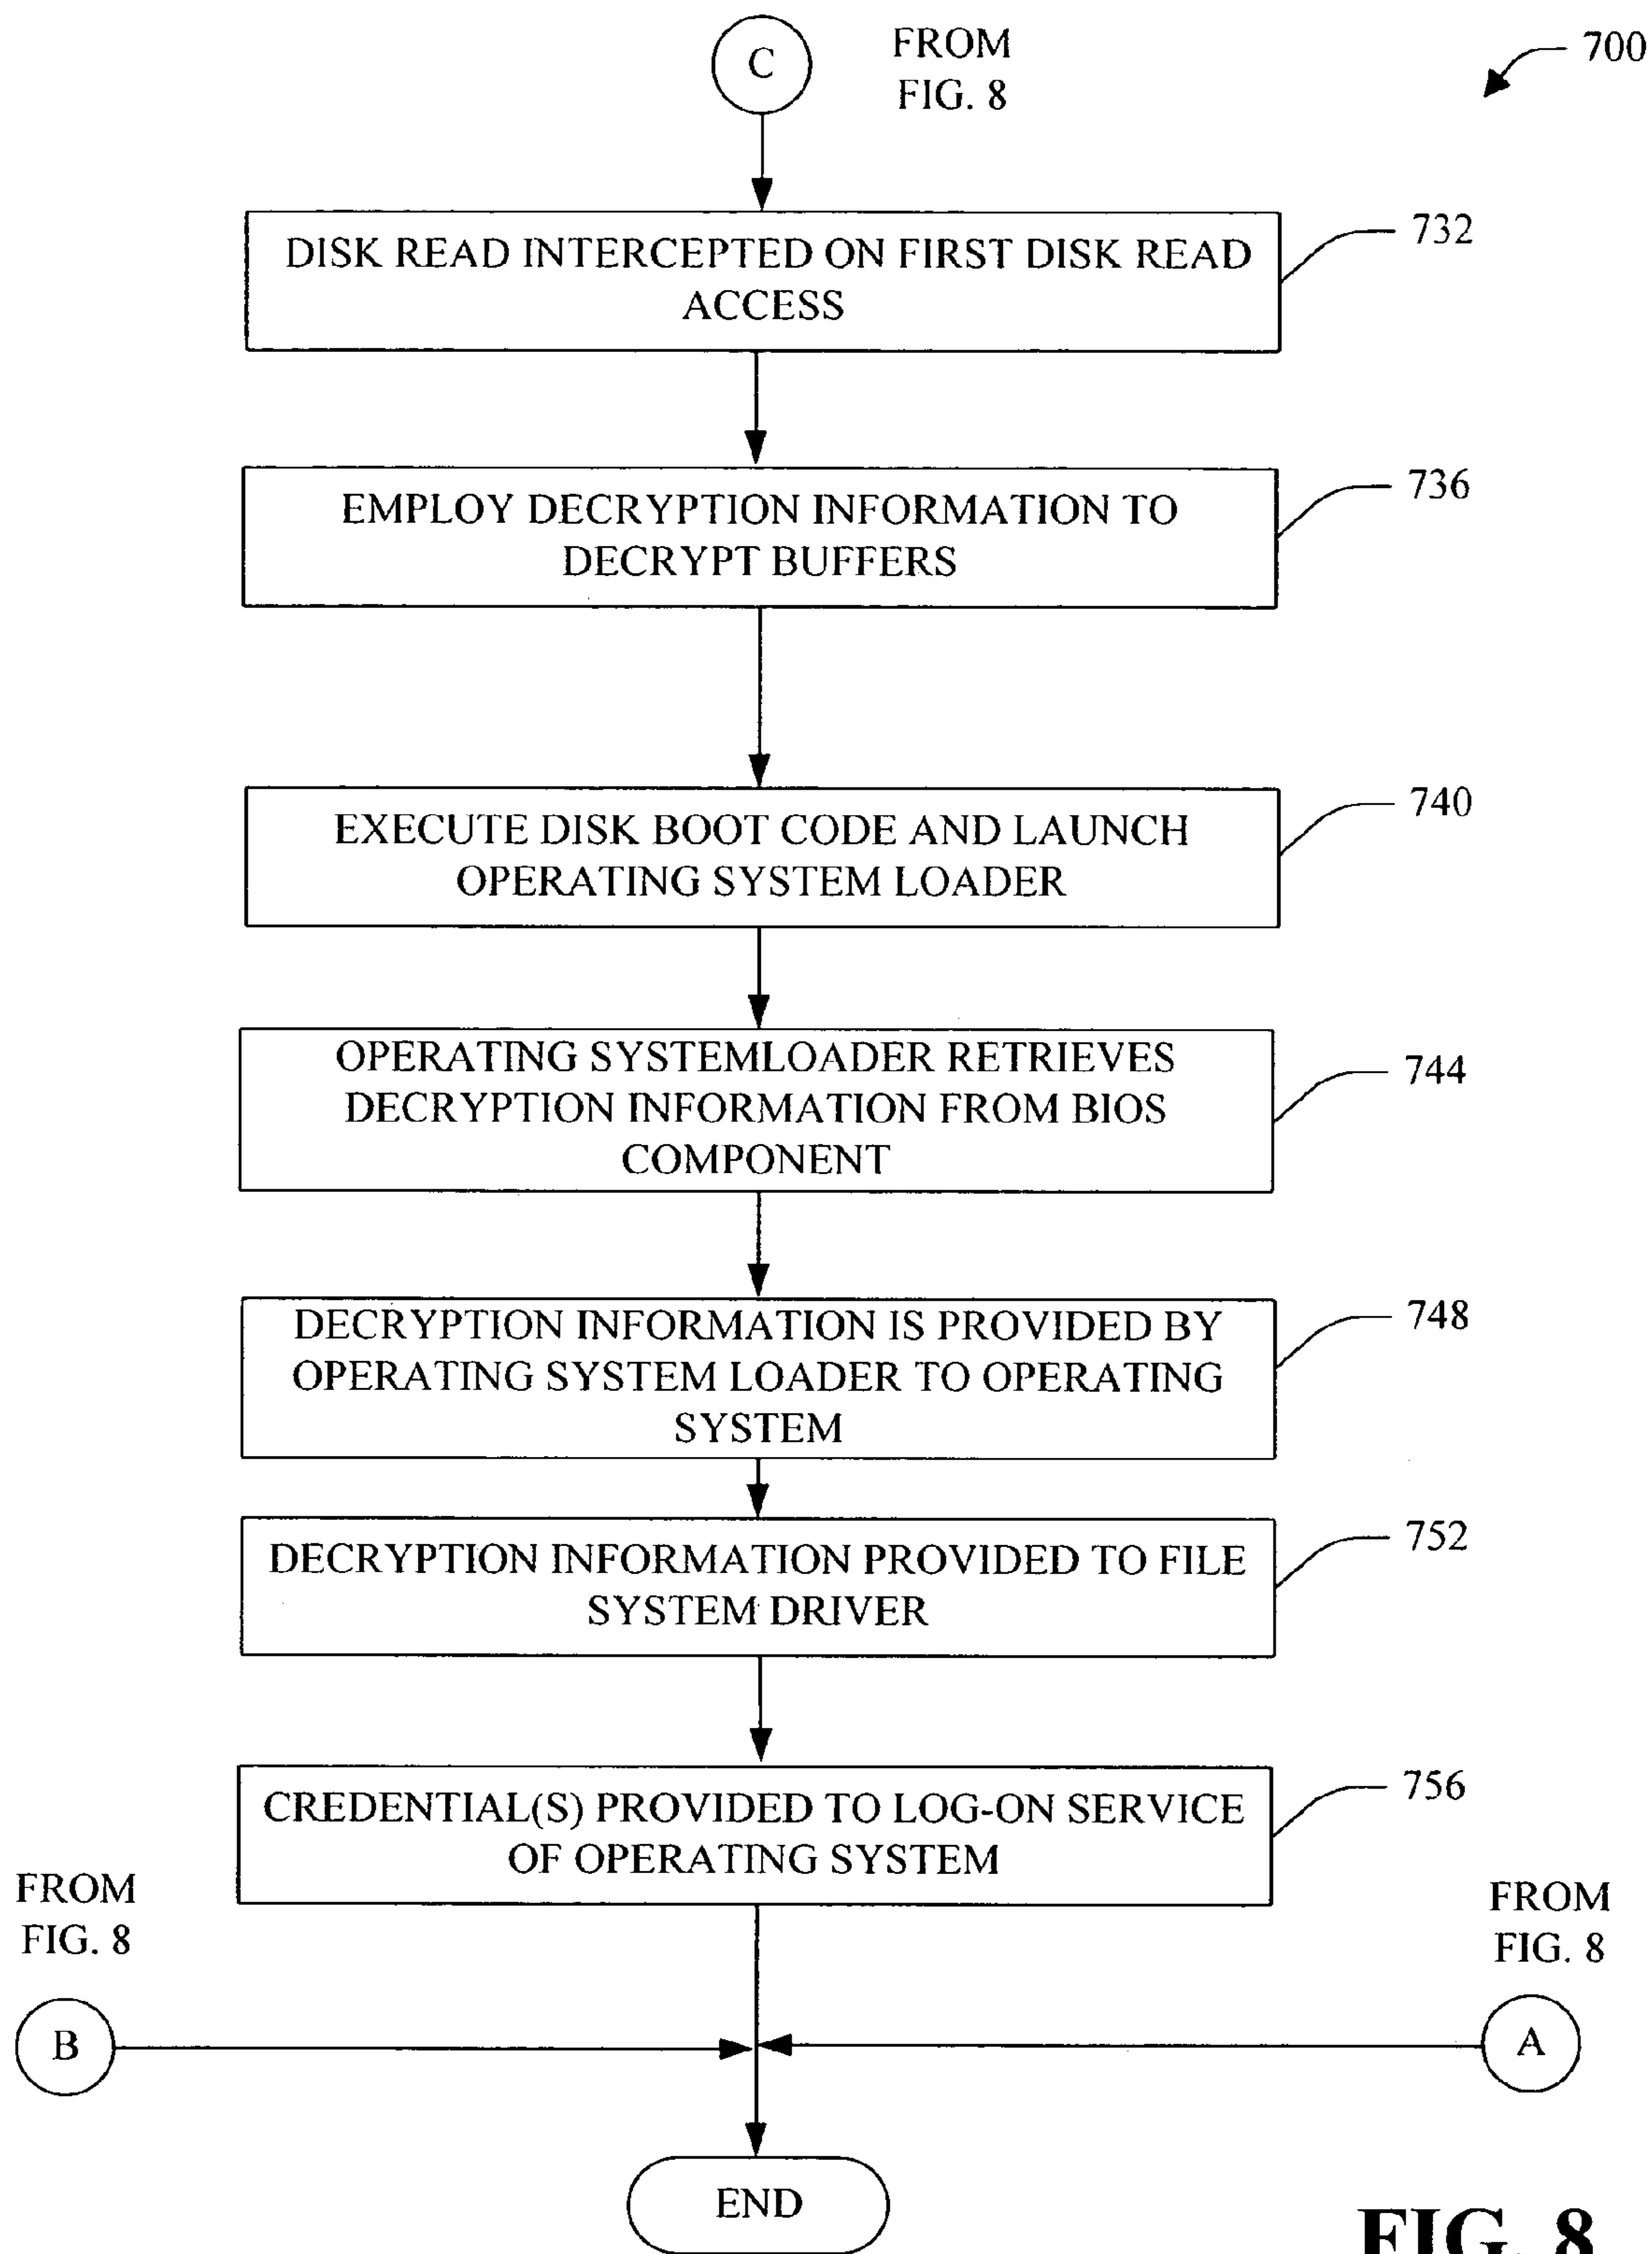 C
FROM
FIG. 8
700
DISK READ INTERCEPTED ON FIRST DISK READ
ACCESS
732
EMPLOY DECRYPTION INFORMATION TO
DECRYPT BUFFERS
736
EXECUTE DISK BOOT CODE AND LAUNCH
OPERATING SYSTEM LOADER
740
OPERATING SYSTEMLOADER RETRIEVES
DECRYPTION INFORMATION FROM BIOS
COMPONENT
744
DECRYPTION INFORMATION IS PROVIDED BY
OPERATING SYSTEM LOADER TO OPERATING
SYSTEM
748
DECRYPTION INFORMATION PROVIDED TO FILE
SYSTEM DRIVER
752
CREDENTIAL(S) PROVIDED TO LOG-ON SERVICE
OF OPERATING SYSTEM
756
FROM
FIG. 8
B
FROM
FIG. 8
A
END
FIG. 8